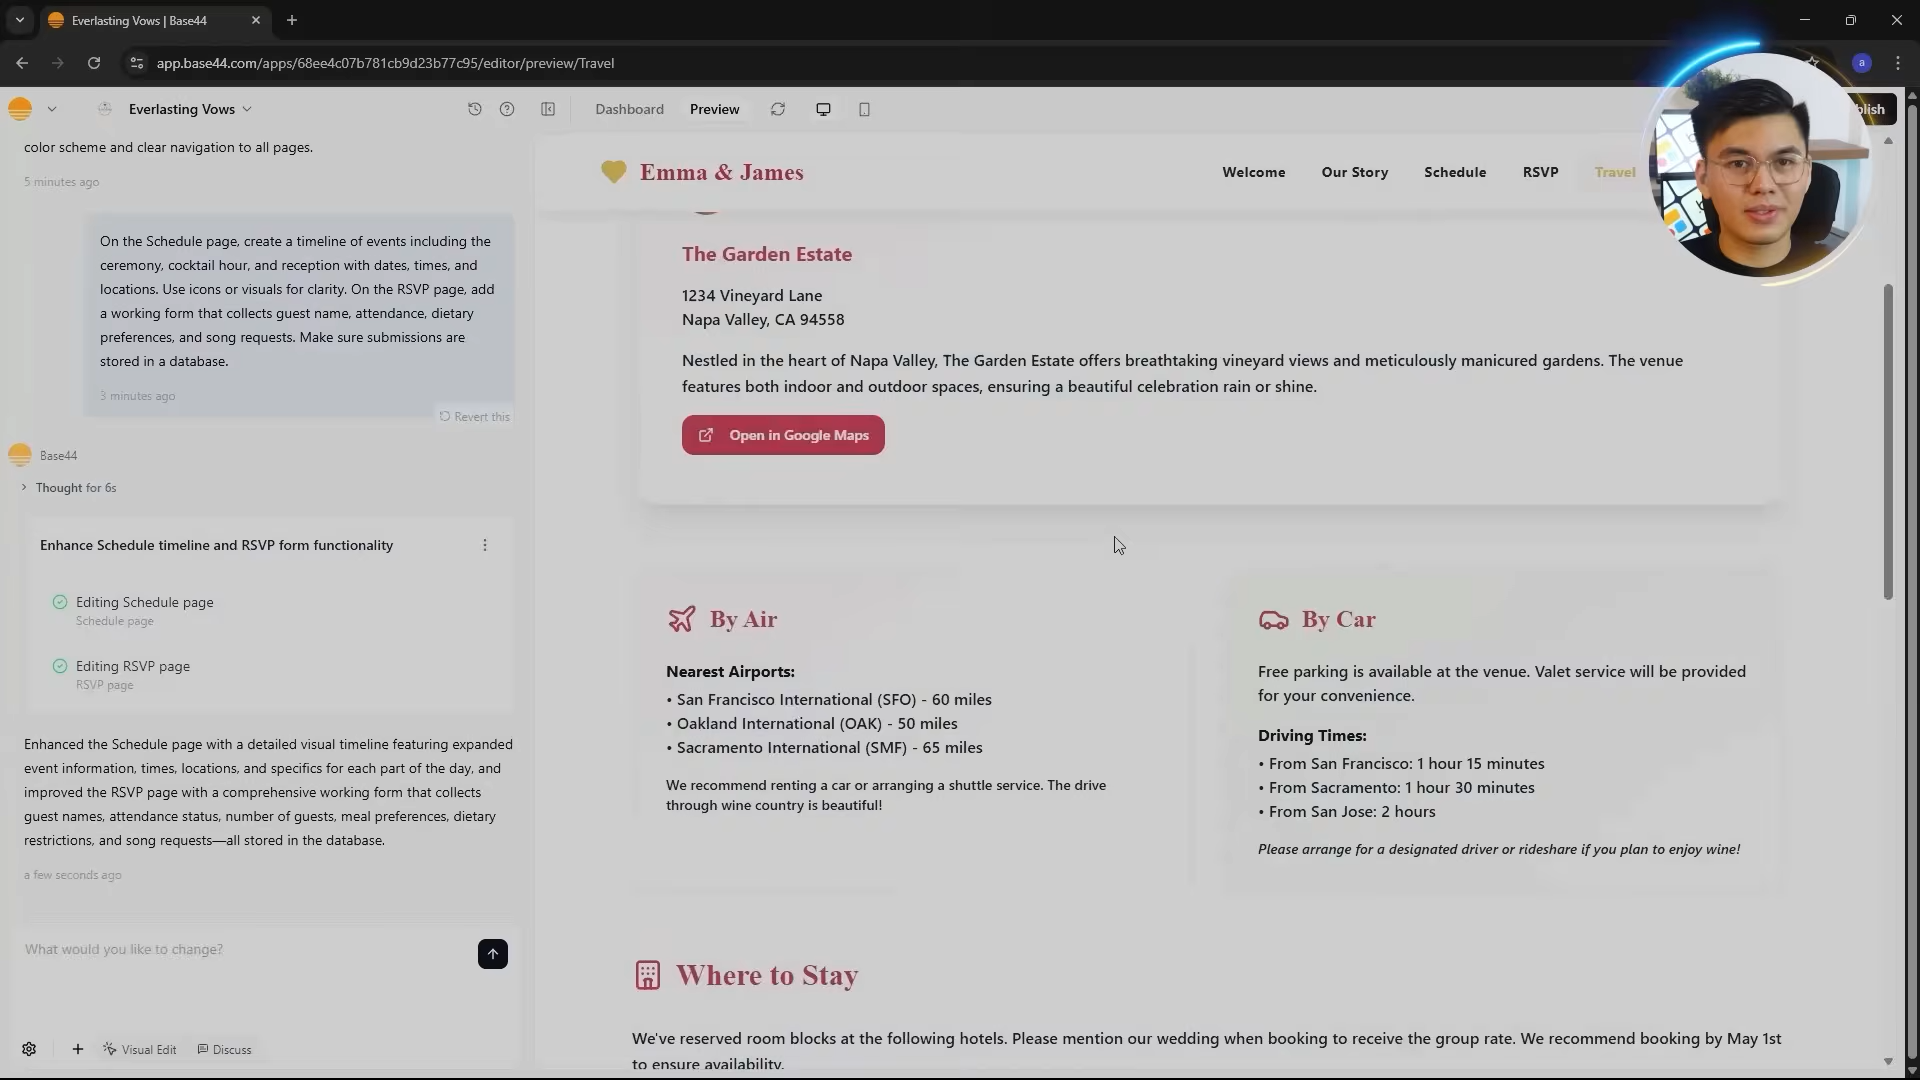 Everlasting Vows | Base44
app.base44.com/apps/68ee4c07b781cb9d23b77c95/editor/preview/Travel
a
Everlasting Vows
Dashboard
Preview
color scheme and clear navigation to all pages.
5 minutes ago
On the Schedule page, create a timeline of events including the
ceremony, cocktail hour, and reception with dates, times, and
locations. Use icons or visuals for clarity. On the RSVP page, add
a working form that collects guest name, attendance, dietary
preferences, and song requests. Make sure submissions are
stored in a database.
3 minutes ago
Revert this
Base44
Thought for 6s
Enhance Schedule timeline and RSVP form functionality
Editing Schedule page
Schedule page
Editing RSVP page
RSVP page
Enhanced the Schedule page with a detailed visual timeline featuring expanded
event information, times, locations, and specifics for each part of the day, and
improved the RSVP page with a comprehensive working form that collects
guest names, attendance status, number of guests, meal preferences, dietary
restrictions, and song requests—all stored in the database.
a few seconds ago
What would you like to change?
Visual Edit
Discuss
Emma & James
Welcome
Our Story
Schedule
RSVP
Travel
The Garden Estate
1234 Vineyard Lane
Napa Valley, CA 94558
Nestled in the heart of Napa Valley, The Garden Estate offers breathtaking vineyard views and meticulously manicured gardens. The venue
features both indoor and outdoor spaces, ensuring a beautiful celebration rain or shine.
Open in Google Maps
By Air
Nearest Airports:
• San Francisco International (SFO) - 60 miles
• Oakland International (OAK) - 50 miles
• Sacramento International (SMF) - 65 miles
We recommend renting a car or arranging a shuttle service. The drive
through wine country is beautiful!
By Car
Free parking is available at the venue. Valet service will be provided
for your convenience.
Driving Times:
• From San Francisco: 1 hour 15 minutes
• From Sacramento: 1 hour 30 minutes
• From San Jose: 2 hours
Please arrange for a designated driver or rideshare if you plan to enjoy wine!
Where to Stay
We've reserved room blocks at the following hotels. Please mention our wedding when booking to receive the group rate. We recommend booking by May 1st
to ensure availability.